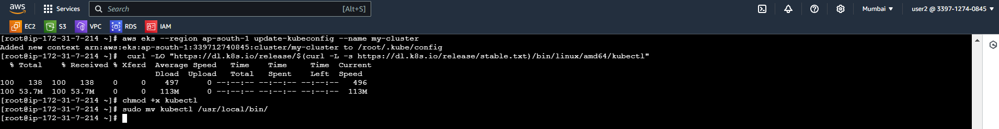 aws Services Search [Alt+S] Mumbai ▼ user2 @ 3397-1274-0845 ▼
EC2 S3 VPC RDS IAM
[root@ip-172-31-7-214 ~]# aws eks --region ap-south-1 update-kubeconfig --name my-cluster
Added new context arn:aws:eks:ap-south-1:339712740845:cluster/my-cluster to /root/.kube/config
[root@ip-172-31-7-214 ~]#  curl -LO "https://dl.k8s.io/release/$(curl -L -s https://dl.k8s.io/release/stable.txt)/bin/linux/amd64/kubectl"
  % Total    % Received % Xferd  Average Speed   Time    Time     Time  Current
                                 Dload  Upload   Total   Spent    Left  Speed
100   138  100   138    0     0    497      0 --:--:-- --:--:-- --:--:--   496
100 53.7M  100 53.7M    0     0   113M      0 --:--:-- --:--:-- --:--:--  113M
[root@ip-172-31-7-214 ~]# chmod +x kubectl
[root@ip-172-31-7-214 ~]# sudo mv kubectl /usr/local/bin/
[root@ip-172-31-7-214 ~]#